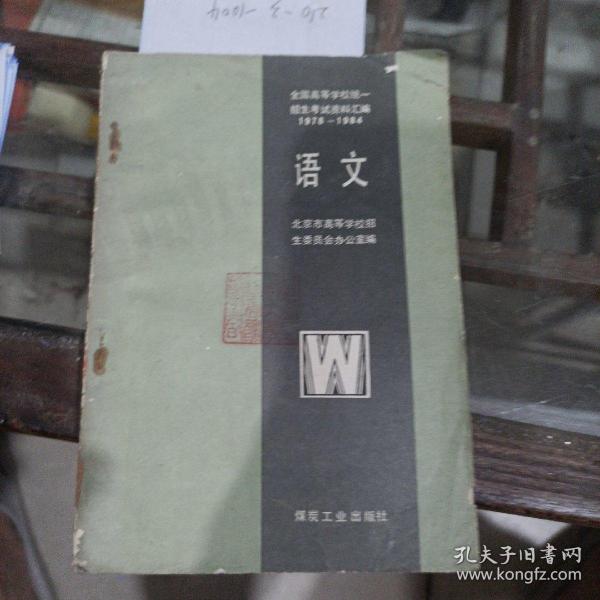 全国高等学校统一
招生考试资料汇编
1978-1984
语文
北京市高等学校招
生委员会办公室编
W
煤炭工业出版社
孔夫子旧书网
www.kongfz.com